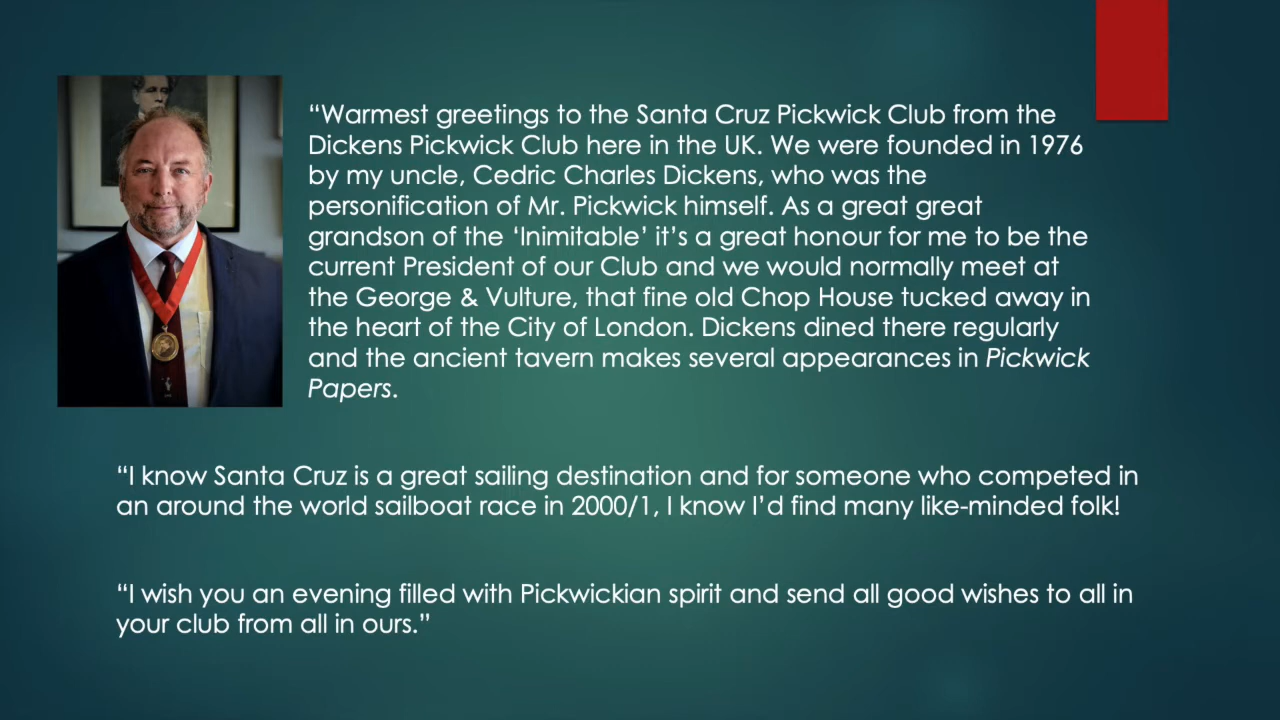 “Warmest greetings to the Santa Cruz Pickwick Club from the
Dickens Pickwick Club here in the UK. We were founded in 1976
by my uncle, Cedric Charles Dickens, who was the
personification of Mr. Pickwick himself. As a great great
grandson of the ‘Inimitable’ it’s a great honour for me to be the
current President of our Club and we would normally meet at
the George & Vulture, that fine old Chop House tucked away in
the heart of the City of London. Dickens dined there regularly
and the ancient tavern makes several appearances in Pickwick
Papers.
“I know Santa Cruz is a great sailing destination and for someone who competed in
an around the world sailboat race in 2000/1, I know I’d find many like-minded folk!
“I wish you an evening filled with Pickwickian spirit and send all good wishes to all in
your club from all in ours.”